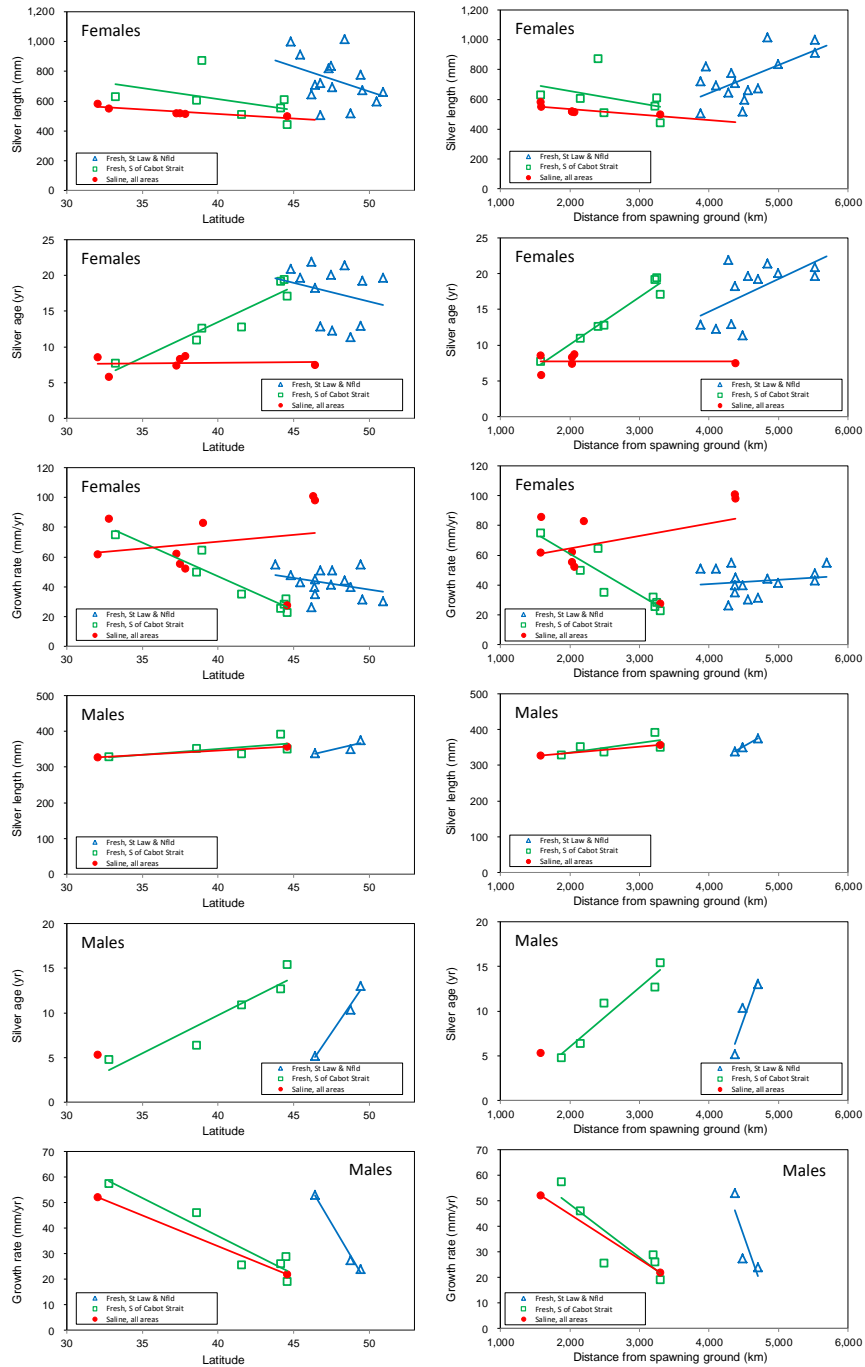 Females
Silver length (mm)
1,200
1,000
800
600
400
200
0
Fresh, St Law & Nfld
Fresh, S of Cabot Strait
Saline, all areas
30
35
40
45
50
Latitude
Females
Silver length (mm)
1,200
1,000
800
600
400
200
0
Fresh, St Law & Nfld
Fresh, S of Cabot Strait
Saline, all areas
1,000
2,000
3,000
4,000
5,000
6,000
Distance from spawning ground (km)
Females
Silver age (yr)
25
20
15
10
5
0
Fresh, St Law & Nfld
Fresh, S of Cabot Strait
Saline, all areas
30
35
40
45
50
Latitude
Females
Silver age (yr)
25
20
15
10
5
0
Fresh, St Law & Nfld
Fresh, S of Cabot Strait
Saline, all areas
1,000
2,000
3,000
4,000
5,000
6,000
Distance from spawning ground (km)
Females
Growth rate (mm/yr)
120
100
80
60
40
20
0
Fresh, St Law & Nfld
Fresh, S of Cabot Strait
Saline, all areas
30
35
40
45
50
Latitude
Females
Growth rate (mm/yr)
120
100
80
60
40
20
0
Fresh, St Law & Nfld
Fresh, S of Cabot Strait
Saline, all areas
1,000
2,000
3,000
4,000
5,000
6,000
Distance from spawning ground (km)
Males
Silver length (mm)
500
400
300
200
100
0
Fresh, St Law & Nfld
Fresh, S of Cabot Strait
Saline, all areas
30
35
40
45
50
Latitude
Males
Silver length (mm)
500
400
300
200
100
0
Fresh, St Law & Nfld
Fresh, S of Cabot Strait
Saline, all areas
1,000
2,000
3,000
4,000
5,000
6,000
Distance from spawning ground (km)
Males
Silver age (yr)
20
15
10
5
0
Fresh, St Law & Nfld
Fresh, S of Cabot Strait
Saline, all areas
30
35
40
45
50
Latitude
Males
Silver age (yr)
20
15
10
5
0
Fresh, St Law & Nfld
Fresh, S of Cabot Strait
Saline, all areas
1,000
2,000
3,000
4,000
5,000
6,000
Distance from spawning ground (km)
Males
Growth rate (mm/yr)
70
60
50
40
30
20
10
0
Fresh, St Law & Nfld
Fresh, S of Cabot Strait
Saline, all areas
30
35
40
45
50
Latitude
Males
Growth rate (mm/yr)
70
60
50
40
30
20
10
0
Fresh, St Law & Nfld
Fresh, S of Cabot Strait
Saline, all areas
1,000
2,000
3,000
4,000
5,000
6,000
Distance from spawning ground (km)